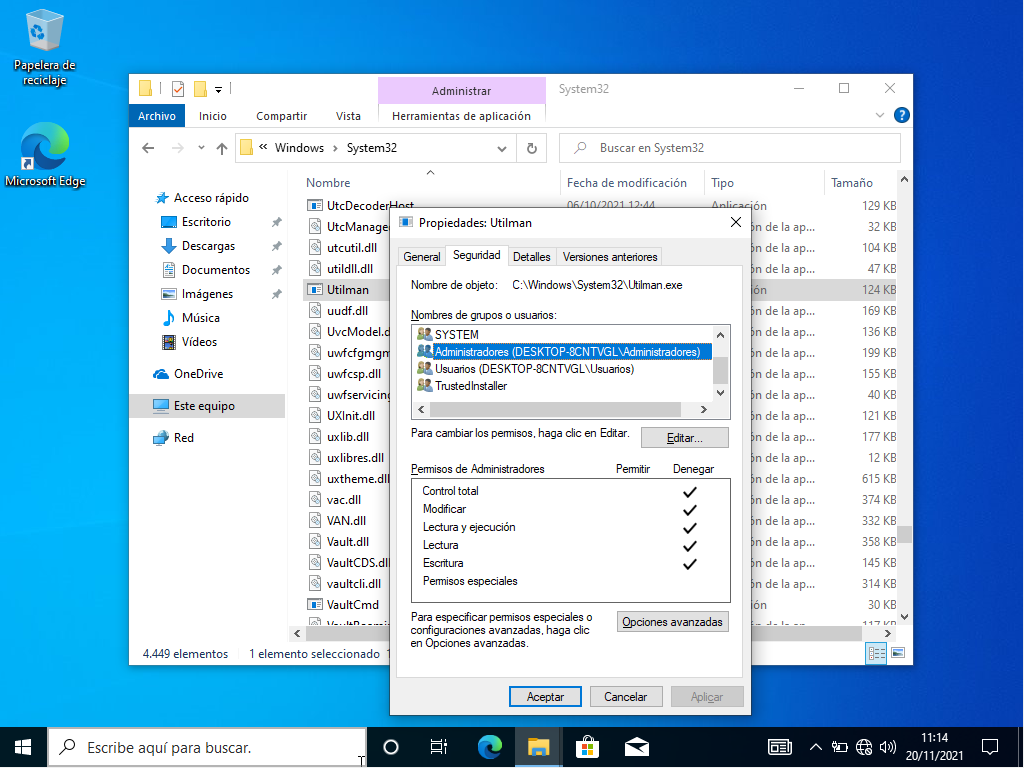 Papelera de
reciclaje
Microsoft Edge
Administrar
System32
Archivo
Inicio
Compartir
Vista
Herramientas de aplicación
« Windows > System32
Buscar en System32
Nombre
Fecha de modificación
Tipo
Tamaño
Acceso rápido
Escritorio
Descargas
Documentos
Imágenes
Música
Vídeos
OneDrive
Este equipo
Red
UtcDecoderHost 06/10/2021 12:44 Aplicación 129 KB
UtcManage ón de la ap... 32 KB
utcutil.dll ón de la ap... 104 KB
utildll.dll ón de la ap... 47 KB
Utilman ión 124 KB
uudf.dll ón de la ap... 169 KB
UvcModel.d ón de la ap... 136 KB
uwfcfgmgm ón de la ap... 199 KB
uwfcsp.dll ón de la ap... 155 KB
uwfservicing ón de la ap... 40 KB
UXInit.dll ón de la ap... 121 KB
uxlib.dll ón de la ap... 177 KB
uxlibres.dll ón de la ap... 12 KB
uxtheme.dll ón de la ap... 615 KB
vac.dll ón de la ap... 374 KB
VAN.dll ón de la ap... 332 KB
Vault.dll ón de la ap... 358 KB
VaultCDS.dll ón de la ap... 145 KB
vaultcli.dll ón de la ap... 314 KB
VaultCmd ión 30 KB
117 KB
4.449 elementos
1 elemento seleccionado
Propiedades: Utilman
General
Seguridad
Detalles
Versiones anteriores
Nombre de objeto: C:\Windows\System32\Utilman.exe
Nombres de grupos o usuarios:
SYSTEM
Administradores (DESKTOP-8CNTVGL\Administradores)
Usuarios (DESKTOP-8CNTVGL\Usuarios)
TrustedInstaller
Para cambiar los permisos, haga clic en Editar.
Editar...
Permisos de Administradores Permitir Denegar
Control total
Modificar
Lectura y ejecución
Lectura
Escritura
Permisos especiales
Para especificar permisos especiales o
configuraciones avanzadas, haga clic
en Opciones avanzadas.
Opciones avanzadas
Aceptar
Cancelar
Aplicar
Escribe aquí para buscar.
11:14
20/11/2021